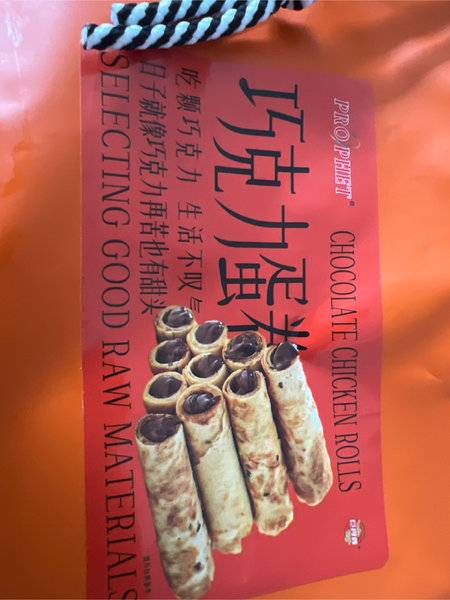 PROPHET®
CHOCOLATE CHICKEN ROLLS
巧克力蛋卷
吃颗巧克力 生活不叹气
日子就像巧克力再苦也有甜头
SELECTING GOOD RAW MATERIALS